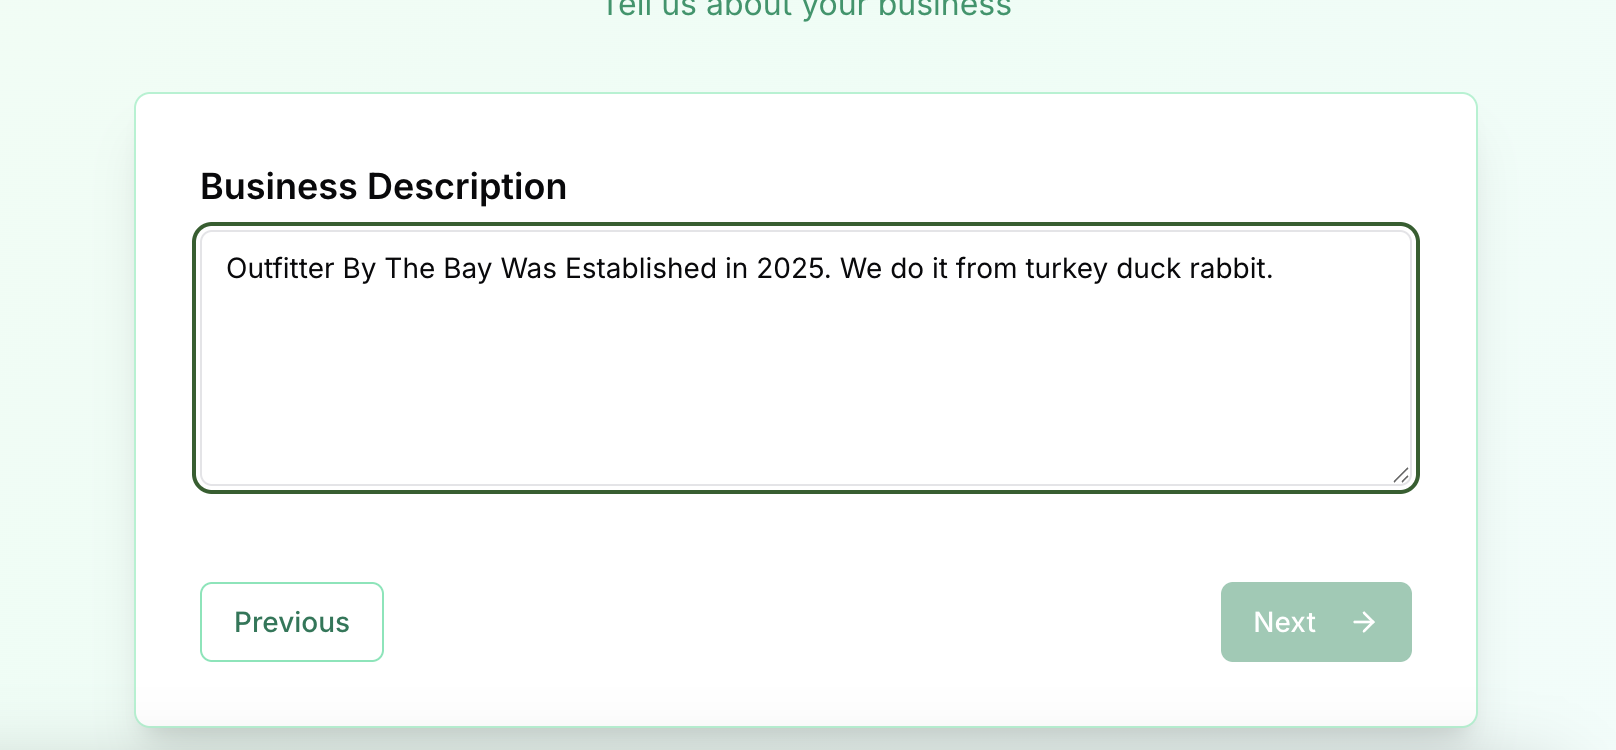 Tell us about your business
Business Description
Outfitter By The Bay Was Established in 2025. We do it from turkey duck rabbit.
Previous
Next →